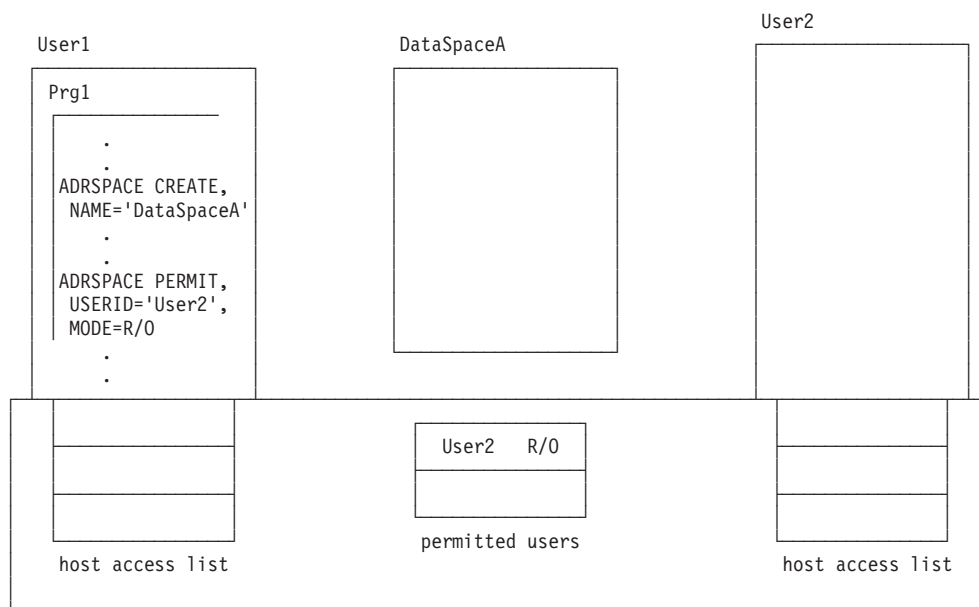 User2
User1
DataSpaceA
Prg1
.
.
ADRSPACE CREATE,
NAME='DataSpaceA'
.
.
ADRSPACE PERMIT,
USERID='User2',
MODE=R/O
.
.
User2 R/O
permitted users
host access list
host access list